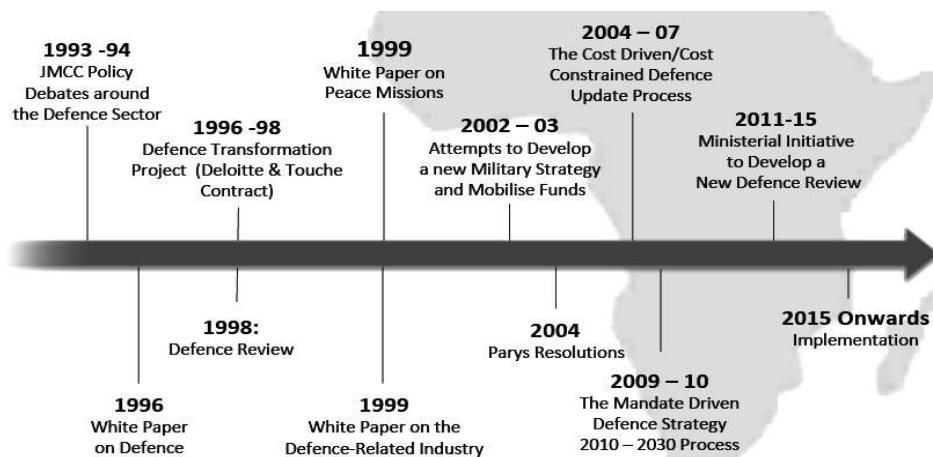 1993 -94
JMCC Policy
Debates around
the Defence Sector
1996 -98
Defence Transformation
Project (Deloitte & Touche
Contract)
1999
White Paper on
Peace Missions
2002 – 03
Attempts to Develop
a new Military Strategy
and Mobilise Funds
2004 – 07
The Cost Driven/Cost
Constrained Defence
Update Process
2011-15
Ministerial Initiative
to Develop a
New Defence Review
1996
White Paper
on Defence
1998:
Defence Review
1999
White Paper on the
Defence-Related Industry
2004
Parys Resolutions
2009 – 10
The Mandate Driven
Defence Strategy
2010 – 2030 Process
2015 Onwards
Implementation